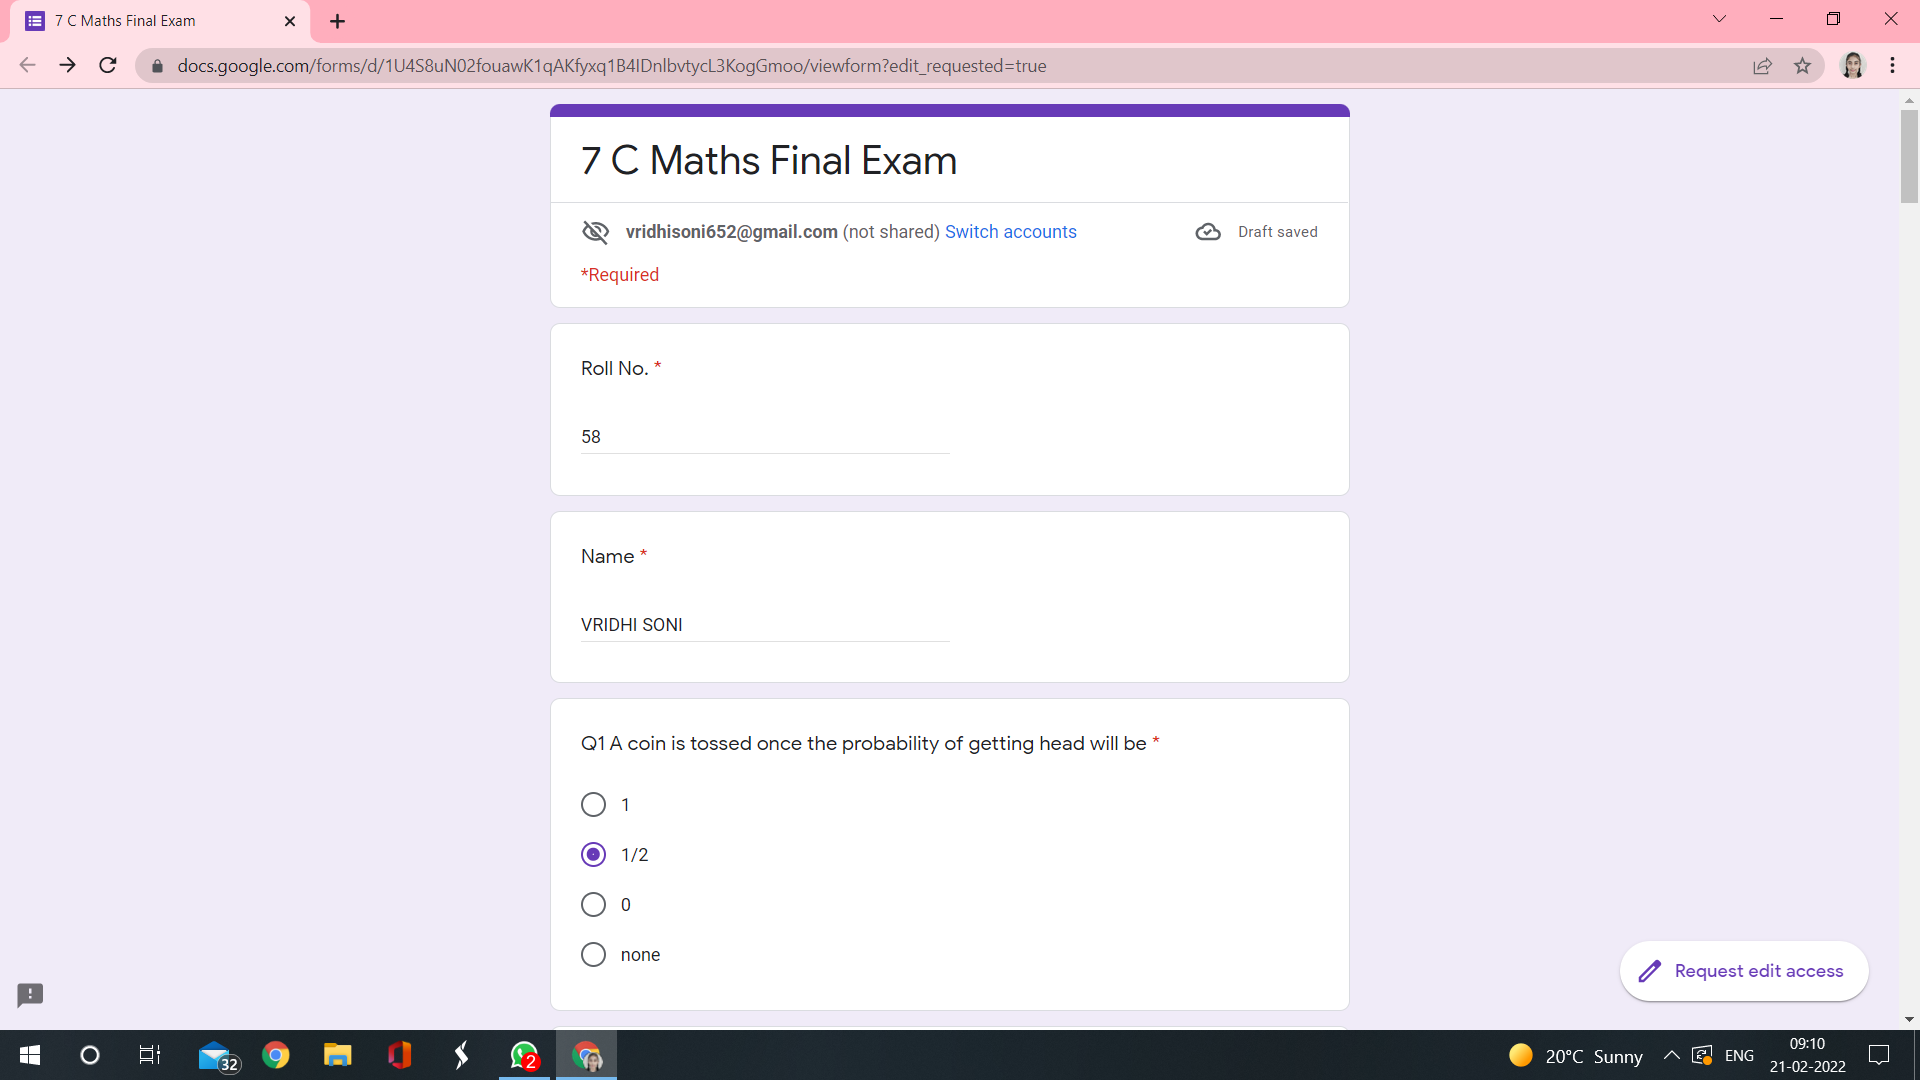 7 C Maths Final Exam
docs.google.com/forms/d/1U4S8uN02fouawK1qAKfyxq1B4IDnlbvtycL3KogGmoo/viewform?edit_requested=true
7 C Maths Final Exam
vridhisoni652@gmail.com (not shared) Switch accounts
Draft saved
*Required
Roll No. *
58
Name *
VRIDHI SONI
Q1 A coin is tossed once the probability of getting head will be *
1
1/2
0
none
Request edit access
32
2
20°C Sunny
ENG
09:10
21-02-2022